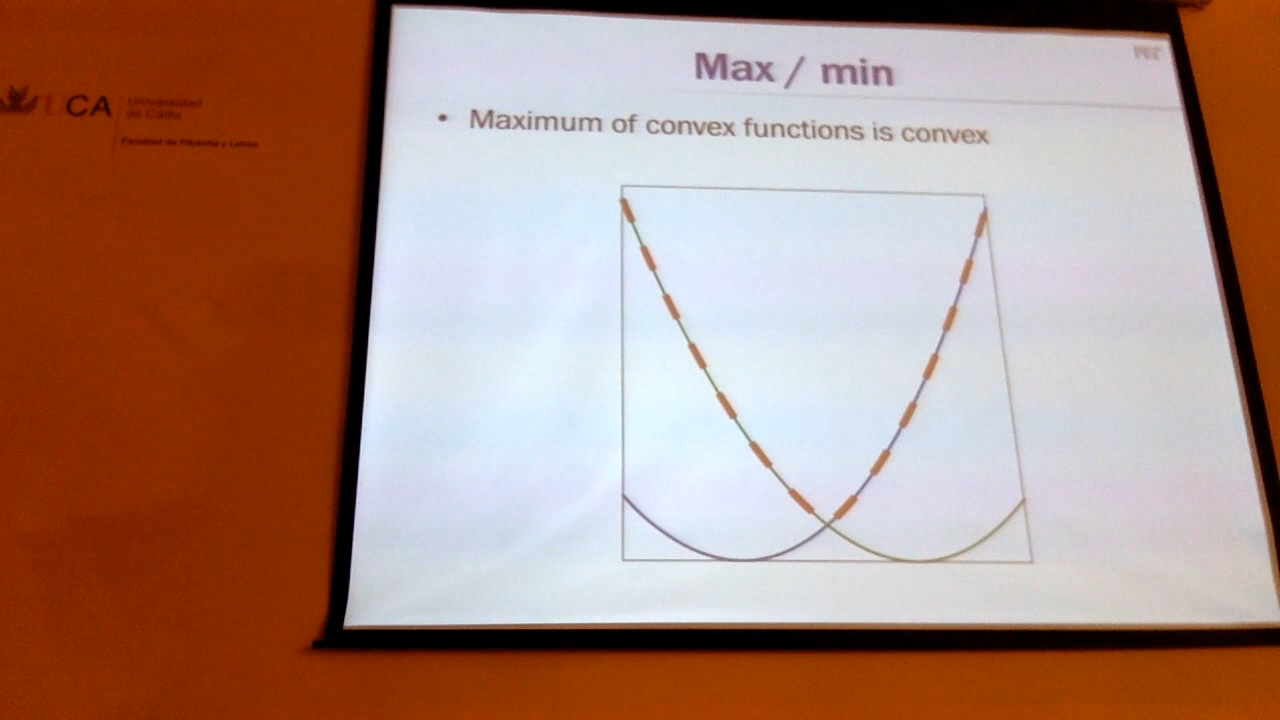 Max / min
• Maximum of convex functions is convex
UCA
Universidad
de Cádiz
Facultad de Filosofía y Letras